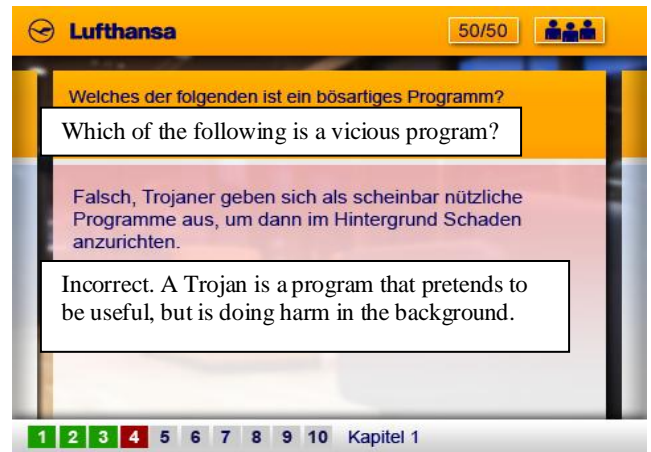 Lufthansa
50/50
Welches der folgenden ist ein bösartiges Programm?
Which of the following is a vicious program?
Falsch, Trojaner geben sich als scheinbar nützliche
Programme aus, um dann im Hintergrund Schaden
anzurichten.
Incorrect. A Trojan is a program that pretends to
be useful, but is doing harm in the background.
1 2 3 4 5 6 7 8 9 10 Kapitel 1